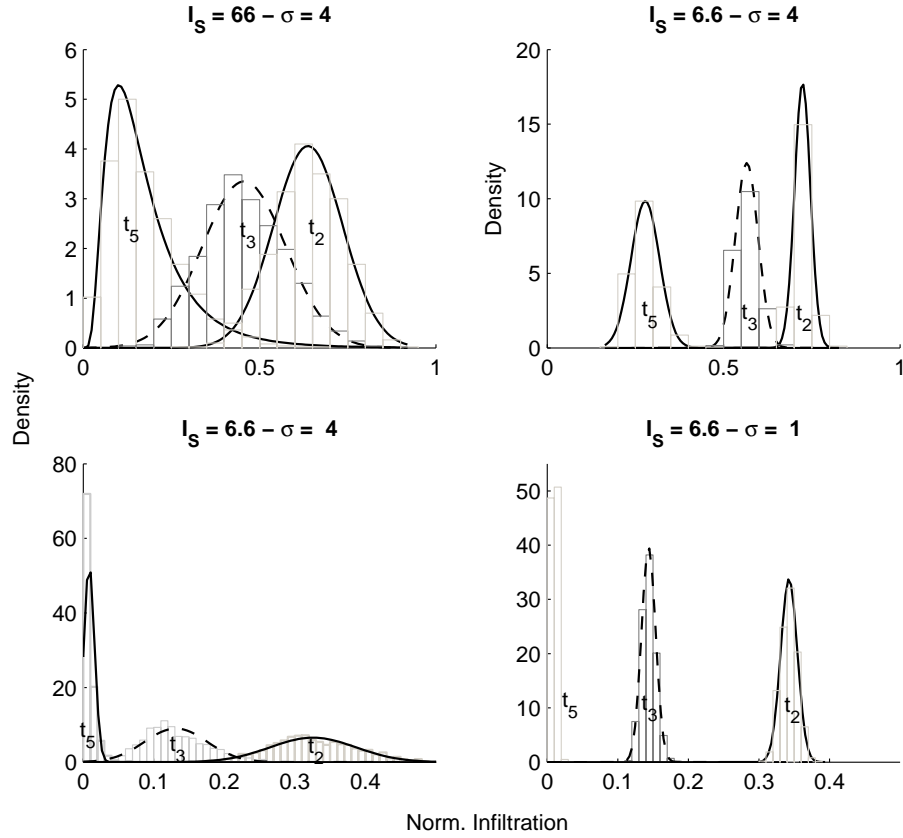 I_S = 66 – σ = 4
6
5
4
3
2
1
0
0
0.5
1
t_5
t_3
t_2
I_S = 6.6 – σ = 4
Density
20
15
10
5
0
0
0.5
1
t_5
t_3
t_2
Density
I_S = 6.6 – σ = 4
80
60
40
20
0
0
0.1
0.2
0.3
0.4
t_5
t_3
t_2
I_S = 6.6 – σ = 1
50
40
30
20
10
0
0
0.1
0.2
0.3
0.4
t_5
t_3
t_2
Norm. Infiltration